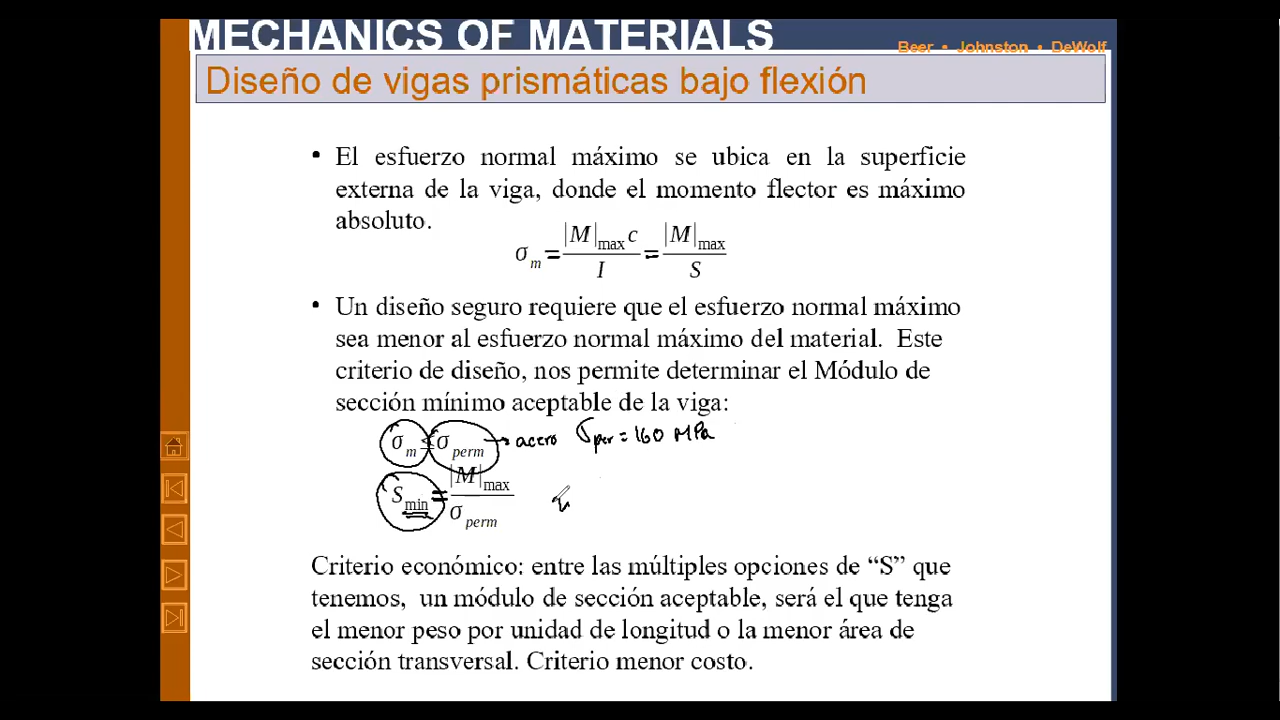 MECHANICS OF MATERIALS
Beer • Johnston • DeWolf
Diseño de vigas prismáticas bajo flexión
• El esfuerzo normal máximo se ubica en la superficie
externa de la viga, donde el momento flector es máximo
absoluto.
σm = |M|max c / I = |M|max / S
• Un diseño seguro requiere que el esfuerzo normal máximo
sea menor al esfuerzo normal máximo del material. Este
criterio de diseño, nos permite determinar el Módulo de
sección mínimo aceptable de la viga:
σm ≤ σperm → acero σper = 160 MPa
Smin = |M|max / σperm
Criterio económico: entre las múltiples opciones de “S” que
tenemos, un módulo de sección aceptable, será el que tenga
el menor peso por unidad de longitud o la menor área de
sección transversal. Criterio menor costo.